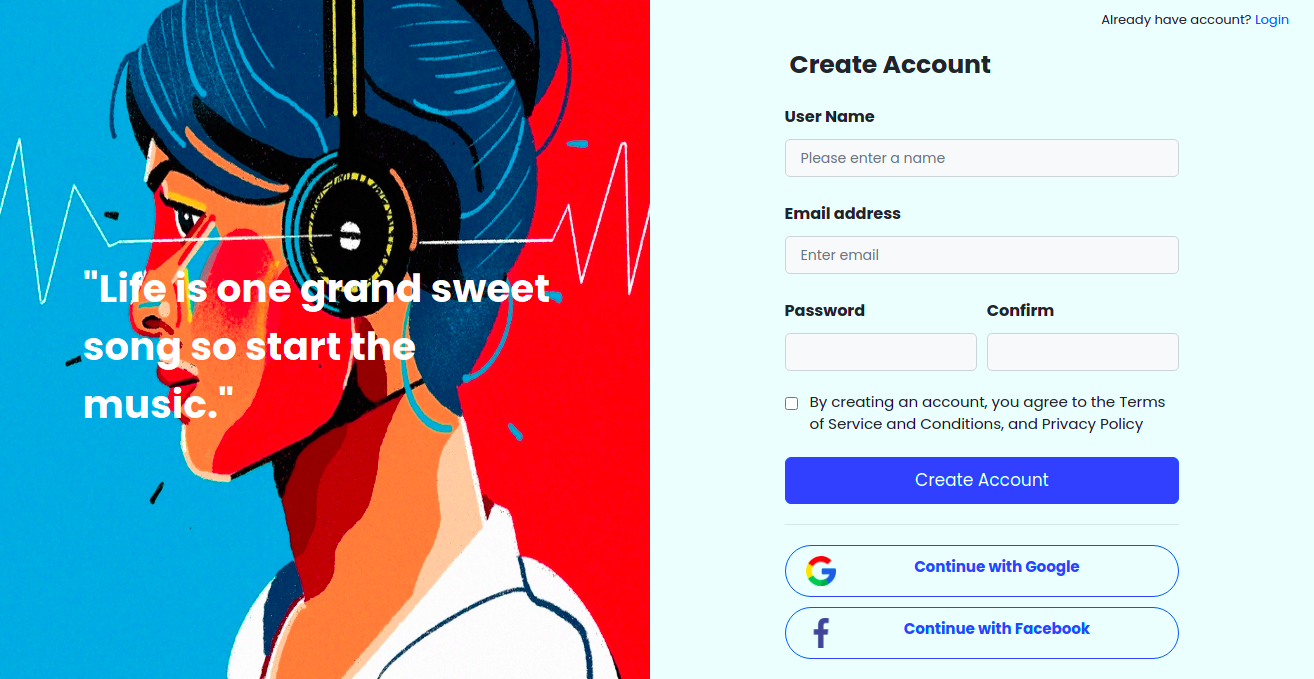 Already have account? Login
Create Account
User Name
Please enter a name
Email address
Enter email
Password Confirm
By creating an account, you agree to the Terms
of Service and Conditions, and Privacy Policy
Create Account
Continue with Google
Continue with Facebook
"Life is one grand sweet
song so start the
music."